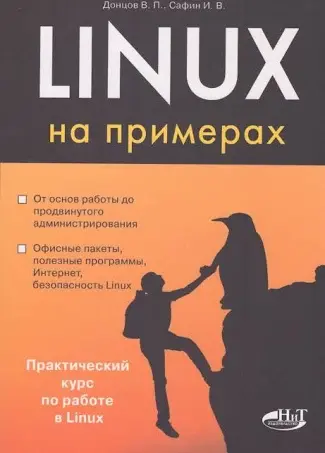 Донцов В. П., Сафин И. В.
LINUX
на примерах
От основ работы до
продвинутого
администрирования
Офисные пакеты,
полезные программы,
Интернет,
безопасность Linux
Практический
курс
по работе
в Linux
НиТ
ИЗДАТЕЛЬСТВО